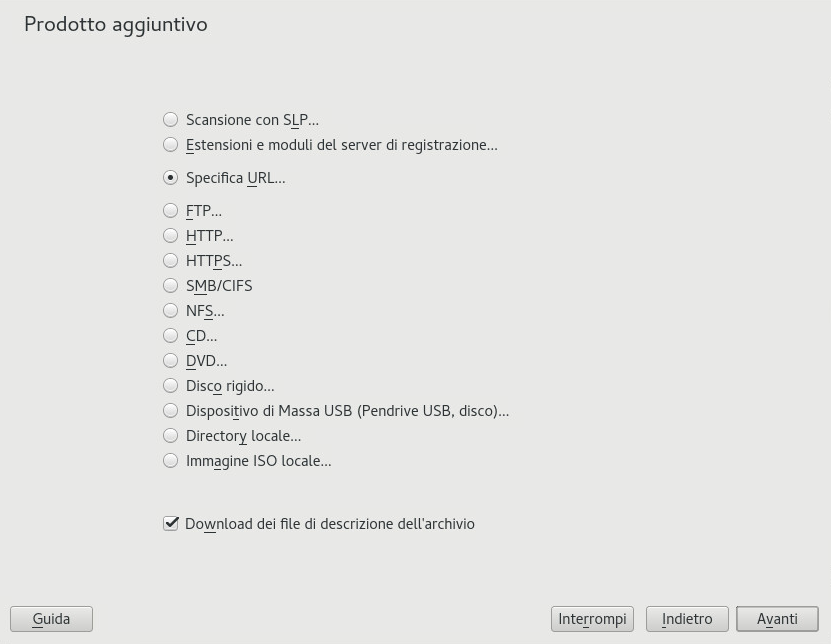 Prodotto aggiuntivo
Scansione con SLP...
Estensioni e moduli del server di registrazione...
Specifica URL...
FTP...
HTTP...
HTTPS...
SMB/CIFS
NFS...
CD...
DVD...
Disco rigido...
Dispositivo di Massa USB (Pendrive USB, disco)...
Directory locale...
Immagine ISO locale...
Download dei file di descrizione dell'archivio
Guida Interrompi Indietro Avanti